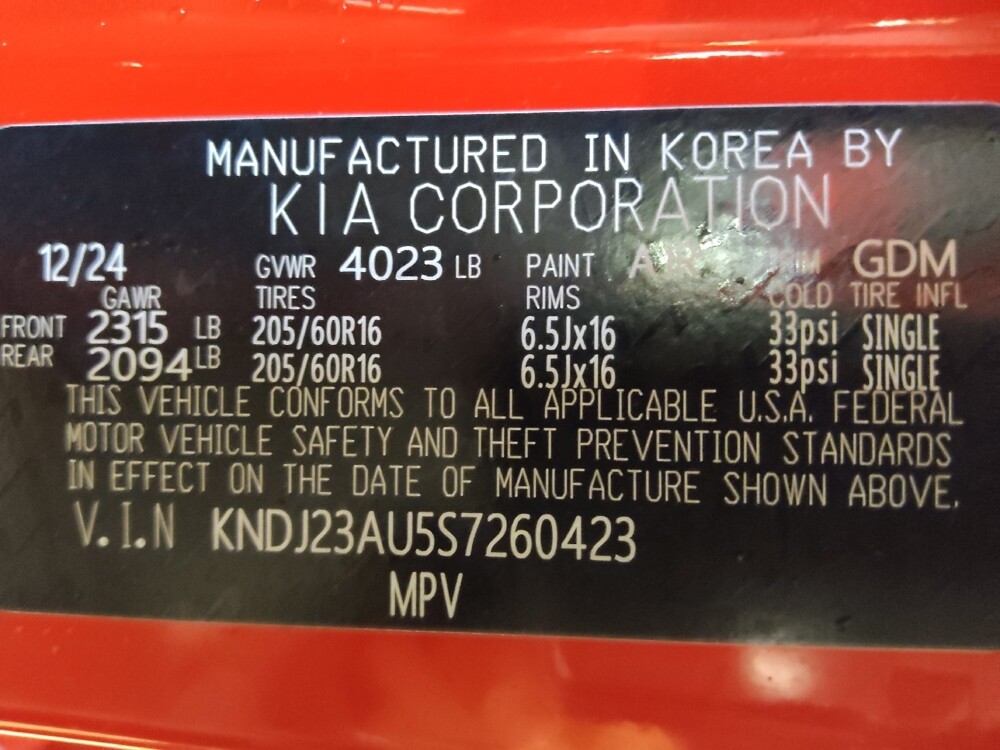 MANUFACTURED IN KOREA BY
KIA CORPORATION
12/24 GVWR 4023 LB PAINT GDM
GAWR TIRES RIMS COLD TIRE INFL
FRONT 2315 LB 205/60R16 6.5Jx16 33psi SINGLE
REAR 2094 LB 205/60R16 6.5Jx16 33psi SINGLE
THIS VEHICLE CONFORMS TO ALL APPLICABLE U.S.A. FEDERAL
MOTOR VEHICLE SAFETY AND THEFT PREVENTION STANDARDS
IN EFFECT ON THE DATE OF MANUFACTURE SHOWN ABOVE.
V.I.N KNDJ23AU5S7260423
MPV